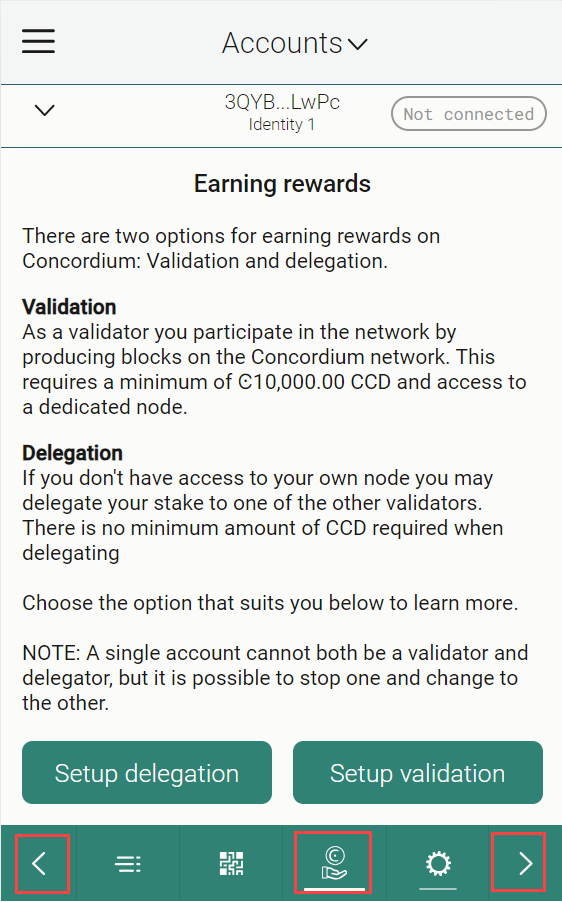 Accounts
3QYB...LwPc
Identity 1
Not connected
Earning rewards
There are two options for earning rewards on
Concordium: Validation and delegation.
Validation
As a validator you participate in the network by
producing blocks on the Concordium network. This
requires a minimum of Ͼ10,000.00 CCD and access to
a dedicated node.
Delegation
If you don't have access to your own node you may
delegate your stake to one of the other validators.
There is no minimum amount of CCD required when
delegating
Choose the option that suits you below to learn more.
NOTE: A single account cannot both be a validator and
delegator, but it is possible to stop one and change to
the other.
Setup delegation
Setup validation